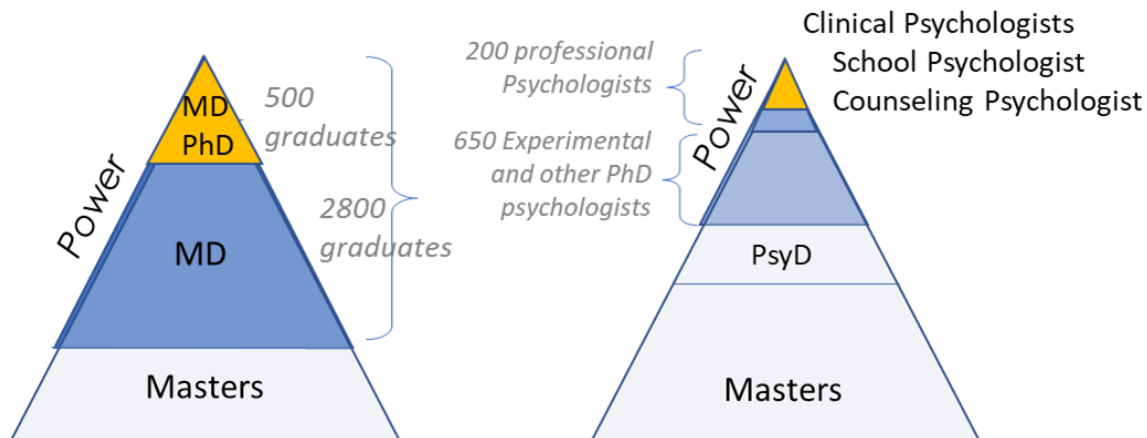 MD
PhD
500
graduates
Power
2800
graduates
MD
Masters
Clinical Psychologists
School Psychologist
Counseling Psychologist
200 professional
Psychologists
Power
650 Experimental
and other PhD
psychologists
PsyD
Masters